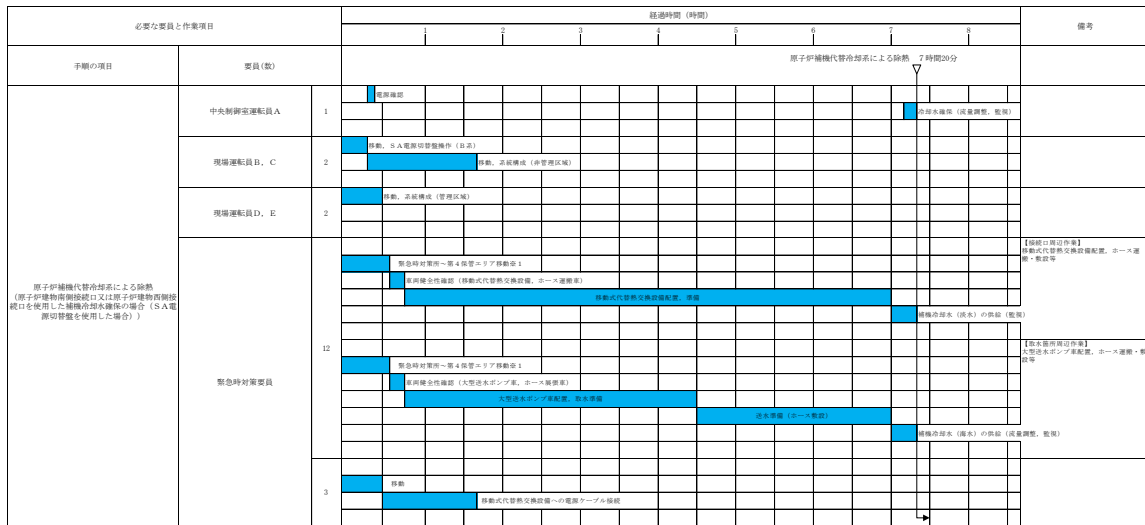 必要な要員と作業項目
経過時間(時間)
備考
1 2 3 4 5 6 7 8
手順の項目
要員(数)
原子炉補機代替冷却系による除熱 7時間20分
原子炉補機代替冷却系による除熱
(原子炉建物南側接続口又は原子炉建物西側接
続口を使用した補機冷却水確保の場合(SA電
源切替盤を使用した場合))
中央制御室運転員A
1
電源確認
冷却水確保(流量調整,監視)
現場運転員B,C
2
移動,SA電源切替盤操作(B系)
移動,系統構成(非管理区域)
現場運転員D,E
2
移動,系統構成(管理区域)
緊急時対策要員
12
緊急時対策所~第4保管エリア移動※1
車両健全性確認(移動式代替熱交換設備,ホース運搬車)
移動式代替熱交換設備配置,準備
補機冷却水(淡水)の供給(監視)
【接続口周辺作業】
移動式代替熱交換設備配置,ホース運
搬・敷設等
緊急時対策所~第4保管エリア移動※1
車両健全性確認(大型送水ポンプ車,ホース展張車)
大型送水ポンプ車配置,取水準備
送水準備(ホース敷設)
補機冷却水(海水)の供給(流量調整,監視)
【取水箇所周辺作業】
大型送水ポンプ車配置,ホース運搬・敷
設等
3
移動
移動式代替熱交換設備への電源ケーブル接続